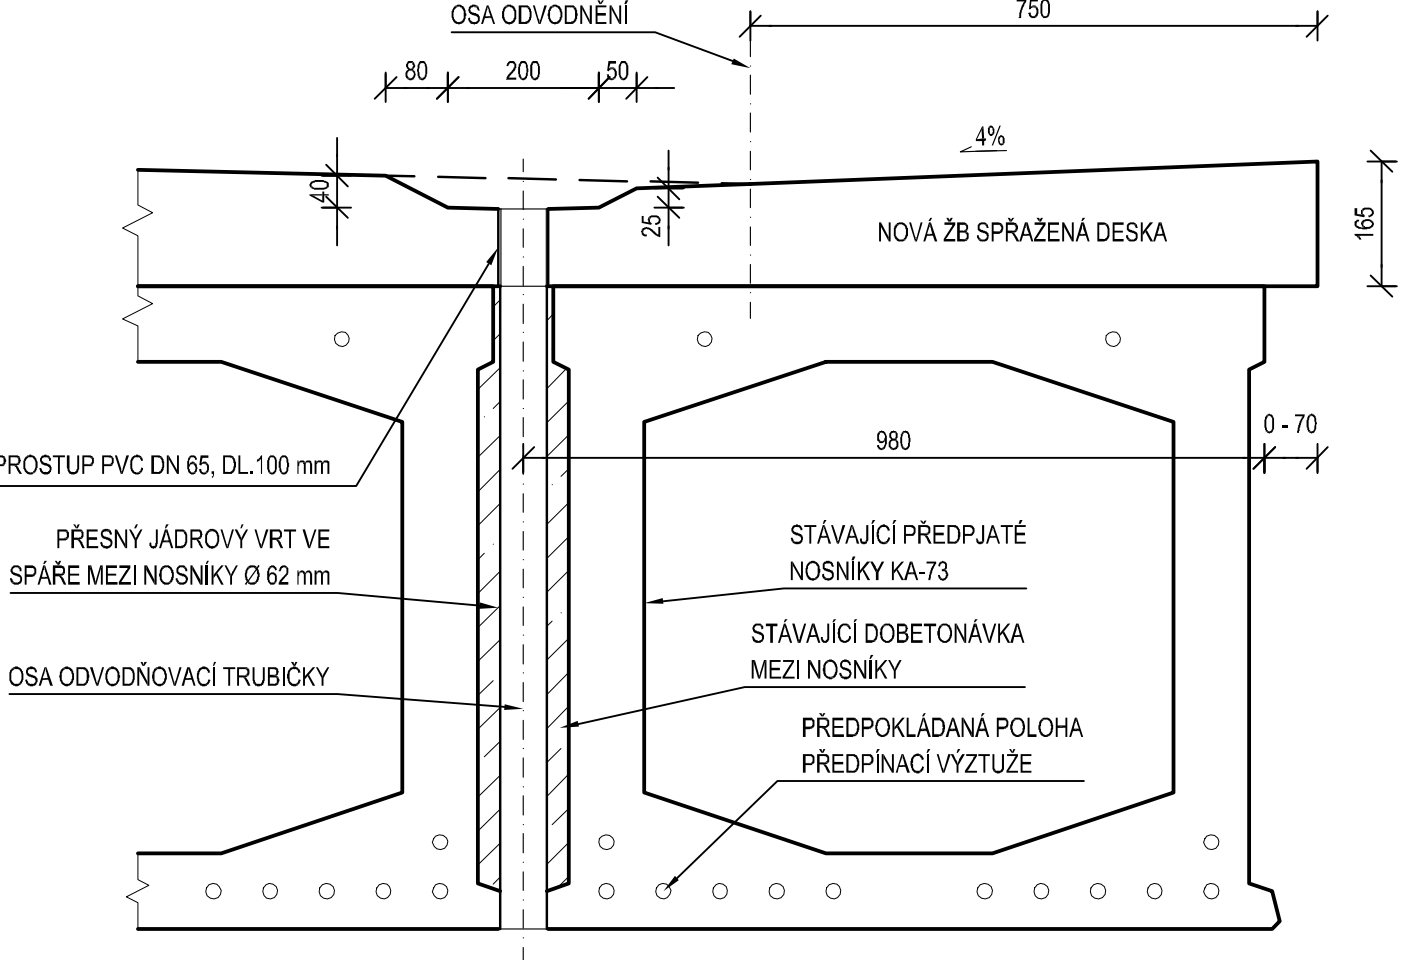 OSA ODVODNĚNÍ
750
80
200
50
4%
40
25
165
NOVÁ ŽB SPŘAŽENÁ DESKA
980
0 - 70
PROSTUP PVC DN 65, DL.100 mm
PŘESNÝ JÁDROVÝ VRT VE
SPÁŘE MEZI NOSNÍKY Ø 62 mm
STÁVAJÍCÍ PŘEDPJATÉ
NOSNÍKY KA-73
STÁVAJÍCÍ DOBETONÁVKA
MEZI NOSNÍKY
OSA ODVODŇOVACÍ TRUBIČKY
PŘEDPOKLÁDANÁ POLOHA
PŘEDPÍNACÍ VÝZTUŽE